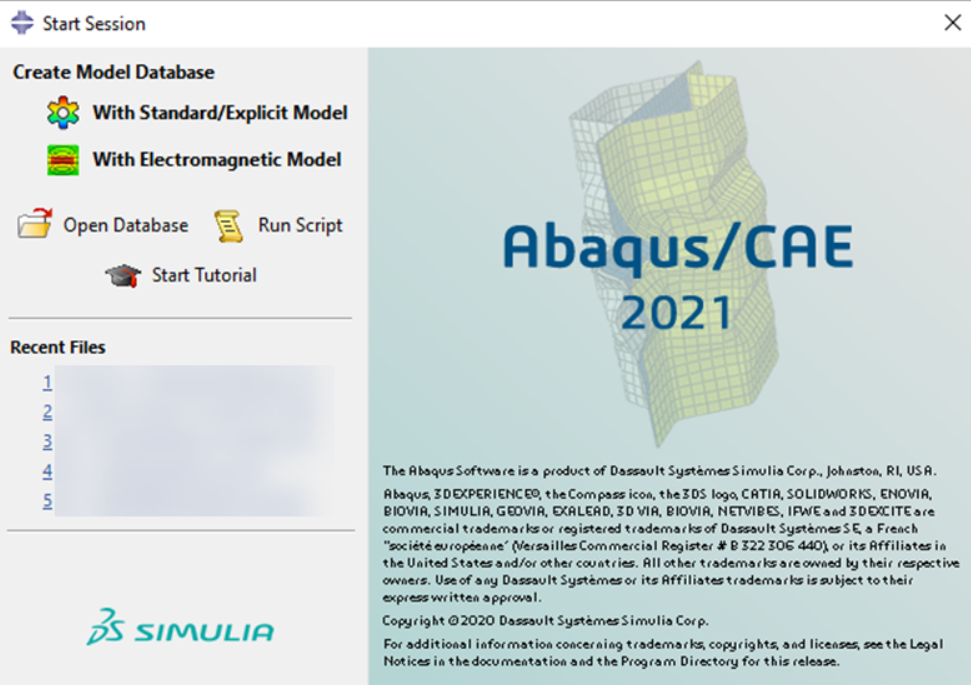 Start Session
Create Model Database
With Standard/Explicit Model
With Electromagnetic Model
Open Database Run Script
Start Tutorial
Recent Files
1
2
3
4
5
3DS SIMULIA
Abaqus/CAE
2021
The Abaqus Software is a product of Dassault Systèmes Simulia Corp., Johnston, RI, USA.
Abaqus, 3DEXPERIENCE®, the Compass icon, the 3DS logo, CATIA, SOLIDWORKS, ENOVIA,
BIOVIA, SIMULIA, GEOVIA, EXALEAD, 3D VIA, BIOVIA, NETVIBES, IFWE and 3DEXCITE are
commercial trademarks or registered trademarks of Dassault Systèmes SE, a French
"société européenne" (Versailles Commercial Register # B 322 306 440), or its Affiliates in
the United States and/or other countries. All other trademarks are owned by their respective
owners. Use of any Dassault Systèmes or its Affiliates trademarks is subject to their
express written approval.
Copyright © 2020 Dassault Systèmes Simulia Corp.
For additional information concerning trademarks, copyrights, and licenses, see the Legal
Notices in the documentation and the Program Directory for this release.